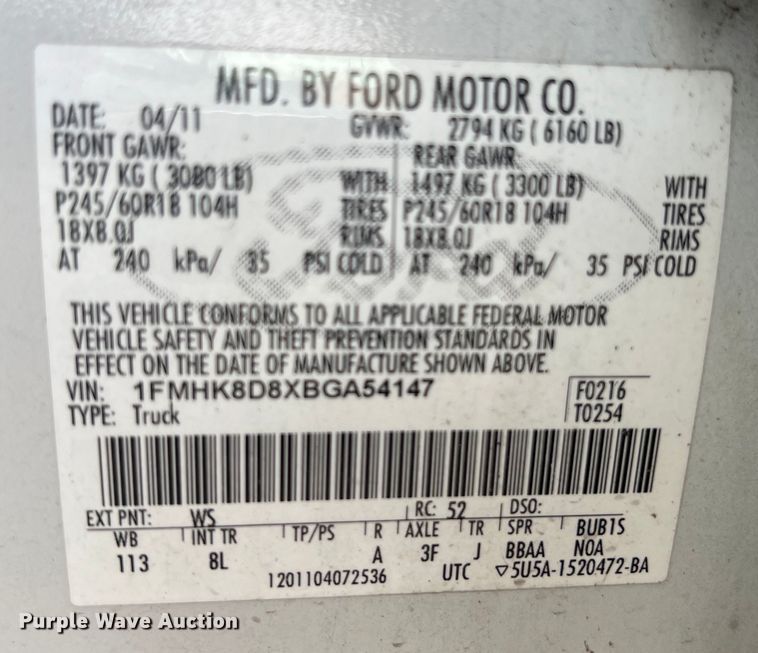 MFD. BY FORD MOTOR CO.
DATE: 04/11 GVWR: 2794 KG ( 6160 LB)
FRONT GAWR: REAR GAWR:
1397 KG ( 3080 LB) WITH 1497 KG ( 3300 LB) WITH
P245/60R18 104H TIRES P245/60R18 104H TIRES
18X8.0J RIMS 18X8.0J RIMS
AT 240 kPa/ 35 PSI COLD AT 240 kPa/ 35 PSI COLD
THIS VEHICLE CONFORMS TO ALL APPLICABLE FEDERAL MOTOR
VEHICLE SAFETY AND THEFT PREVENTION STANDARDS IN
EFFECT ON THE DATE OF MANUFACTURE SHOWN ABOVE.
VIN: 1FMHK8D8XBGA54147 F0216
TYPE: Truck T0254
EXT PNT: WS RC: 52 DSO:
WB INT TR TP/PS R AXLE TR SPR BUB1S
113 8L A 3F J BBAA NOA
1201104072536 UTC ▽5U5A-1520472-BA
Purple Wave Auction